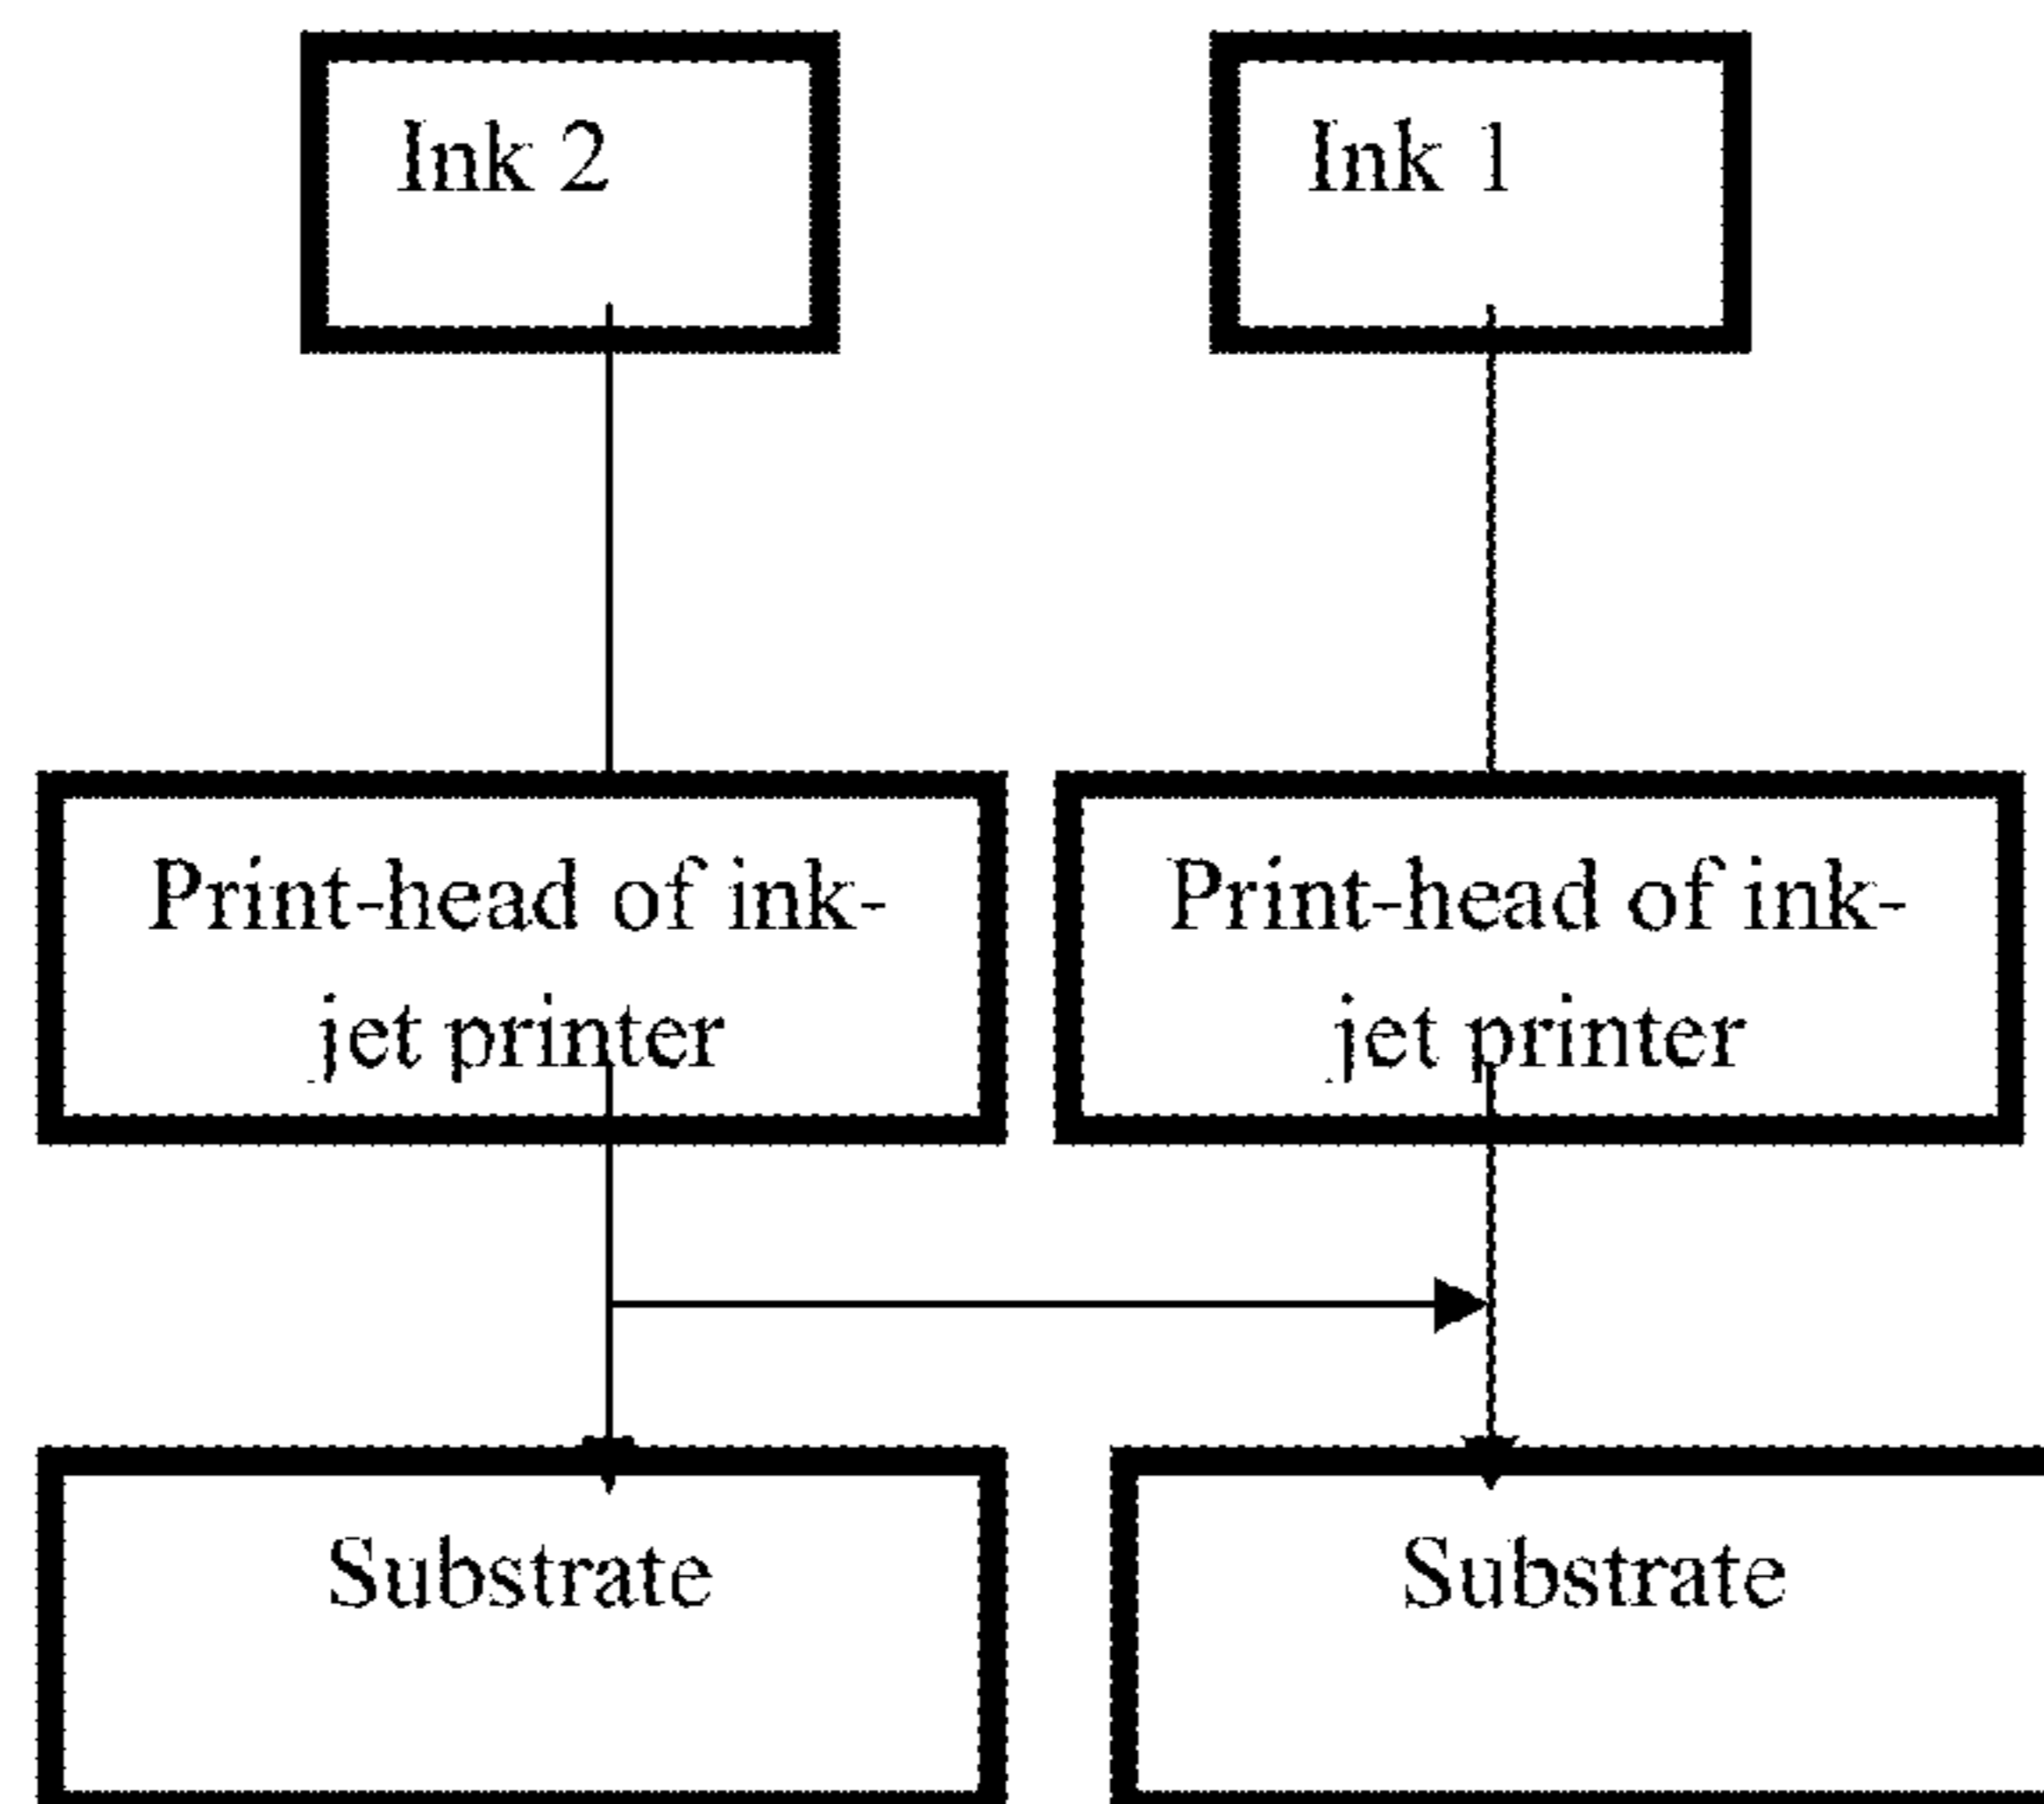 Ink 2
Ink 1
Print-head of ink-
jet printer
Print-head of ink-
jet printer
Substrate
Substrate